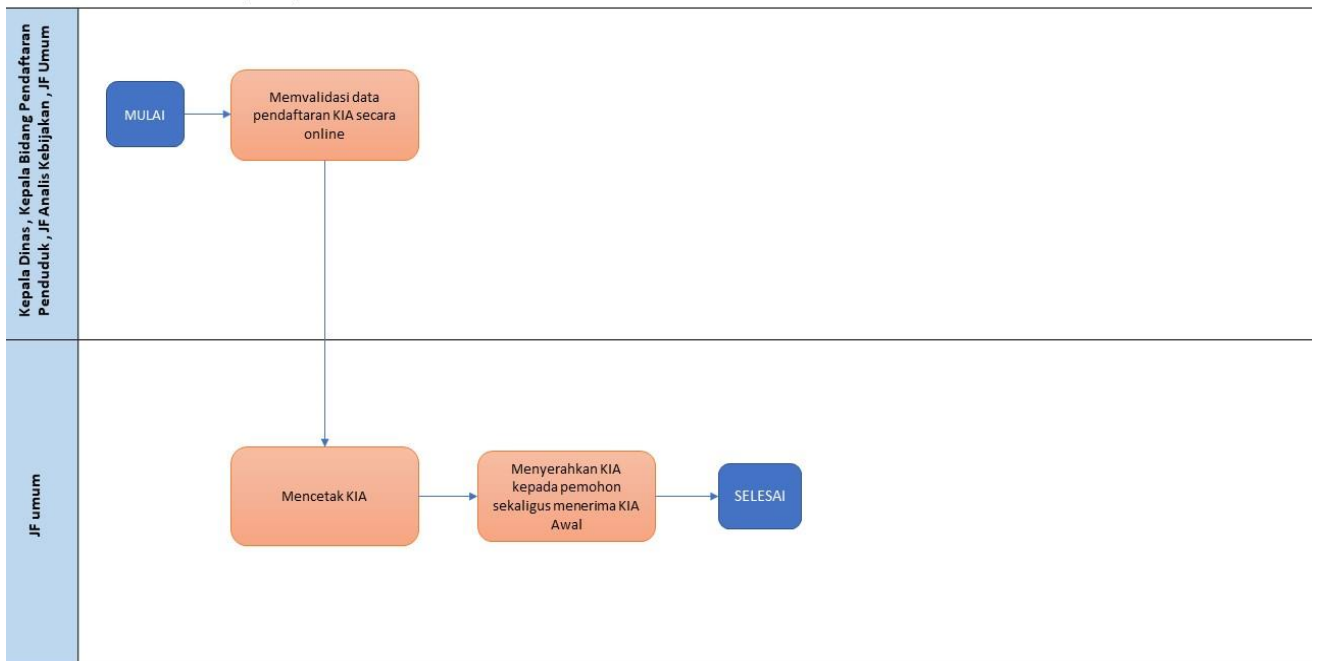 Kepala Dinas , Kepala Bidang Pendaftaran
Penduduk , JF Analis Kebijakan , JF Umum
MULAI
Memvalidasi data
pendaftaran KIA secara
online
JF umum
Mencetak KIA
Menyerahkan KIA
kepada pemohon
sekaligus menerima KIA
Awal
SELESAI